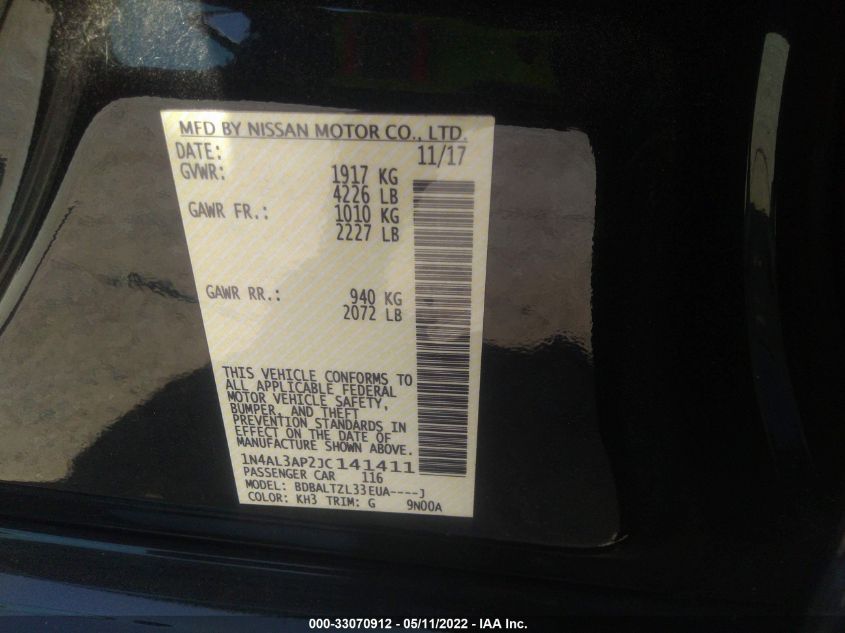 MFD BY NISSAN MOTOR CO., LTD.
DATE: 11/17
GVWR: 1917 KG
4226 LB
GAWR FR.: 1010 KG
2227 LB
GAWR RR.: 940 KG
2072 LB
THIS VEHICLE CONFORMS TO
ALL APPLICABLE FEDERAL
MOTOR VEHICLE SAFETY,
BUMPER, AND THEFT
PREVENTION STANDARDS IN
EFFECT ON THE DATE OF
MANUFACTURE SHOWN ABOVE.
1N4AL3AP2JC141411
PASSENGER CAR 116
MODEL: BDBALTZL33EUA----J
COLOR: KH3 TRIM: G 9N00A
000-33070912 - 05/11/2022 - IAA Inc.